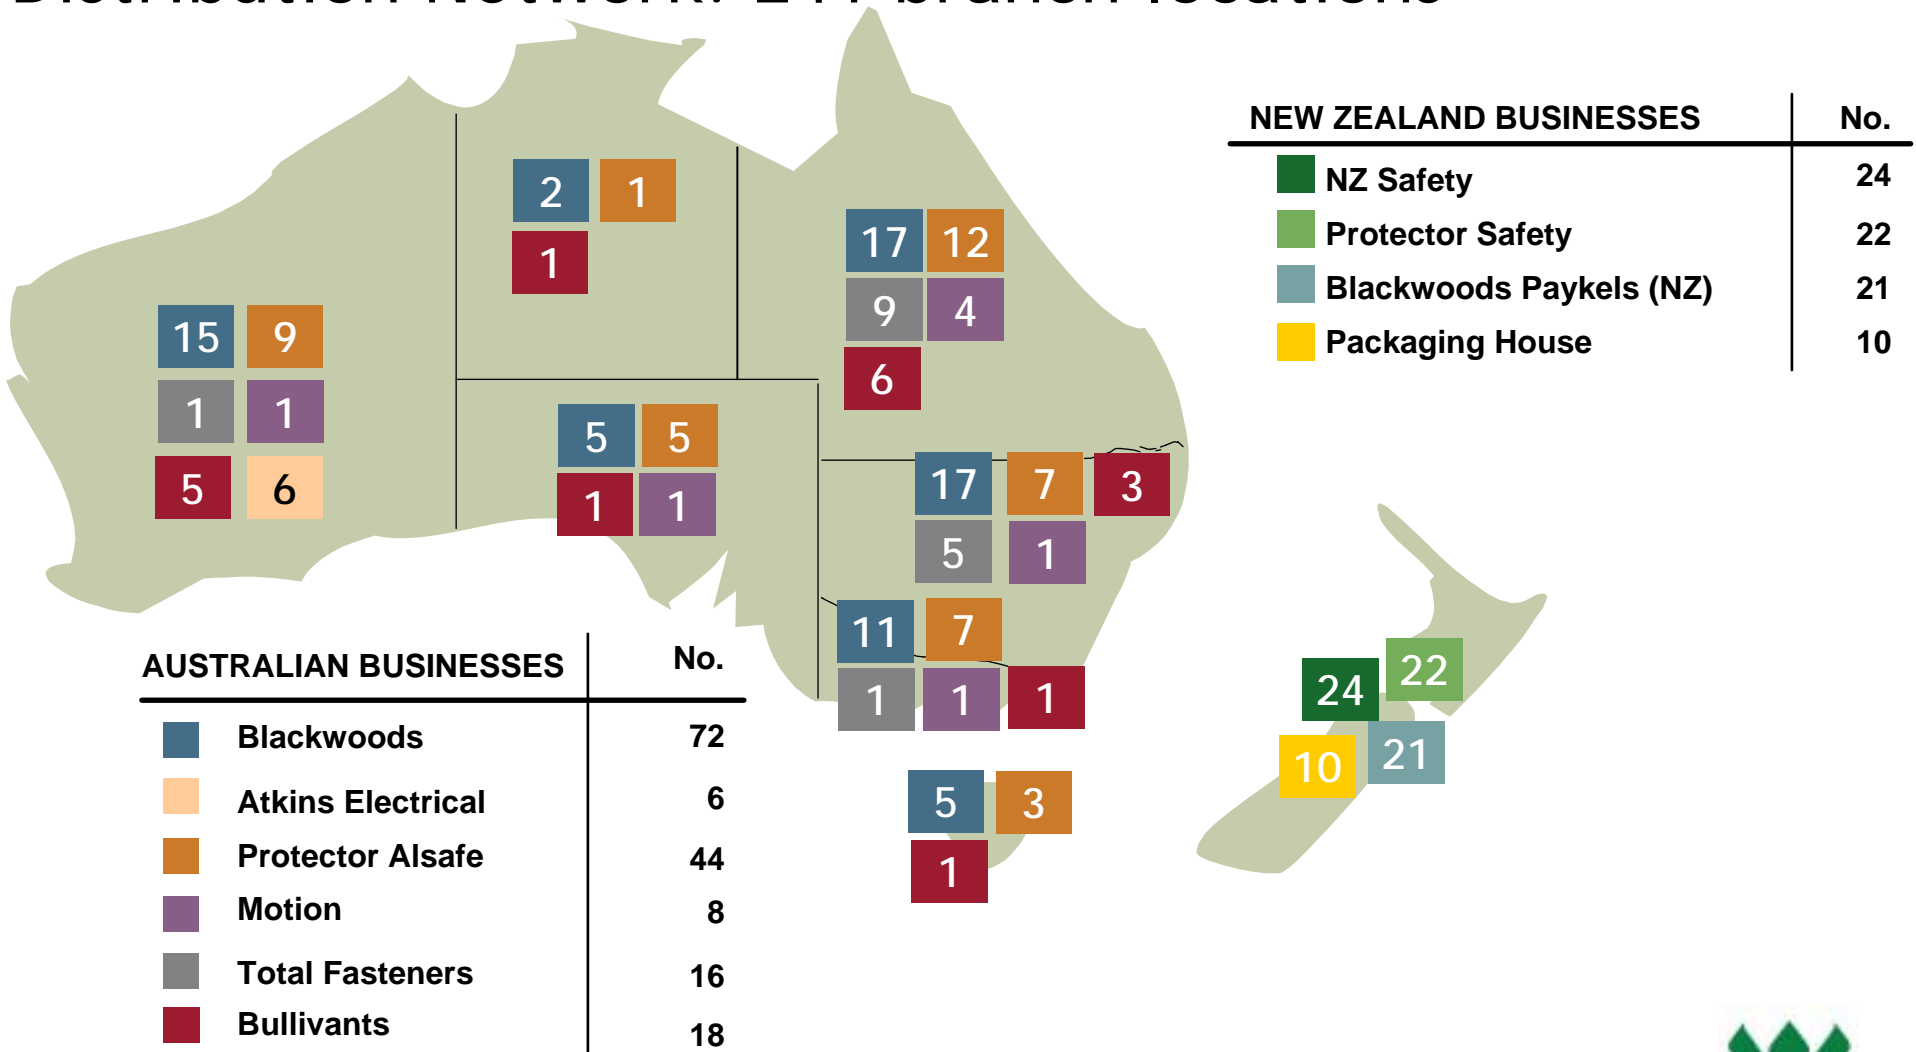 NEW ZEALAND BUSINESSES No.
NZ Safety 24
Protector Safety 22
Blackwoods Paykels (NZ) 21
Packaging House 10
2 1
1
17 12
9 4
6
15 9
1 1
5 6
5 5
1 1
17 7 3
5 1
11 7
1 1 1
5 3
1
24 22
10 21
AUSTRALIAN BUSINESSES No.
Blackwoods 72
Atkins Electrical 6
Protector Alsafe 44
Motion 8
Total Fasteners 16
Bullivants 18